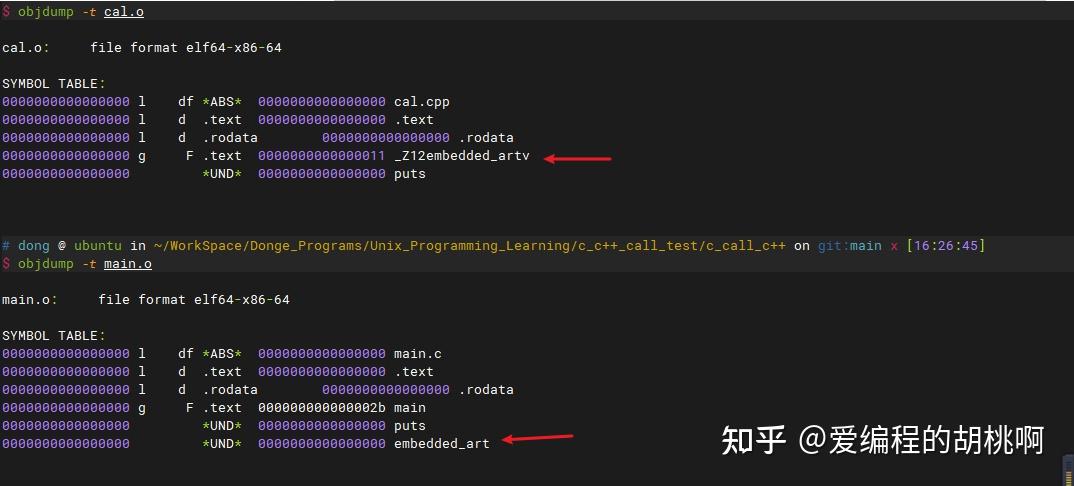 $ objdump -t cal.o
cal.o:     file format elf64-x86-64
SYMBOL TABLE:
0000000000000000 l    df *ABS*  0000000000000000 cal.cpp
0000000000000000 l    d  .text  0000000000000000 .text
0000000000000000 l    d  .rodata        0000000000000000 .rodata
0000000000000000 g     F .text  0000000000000011 _Z12embedded_artv
0000000000000000         *UND*  0000000000000000 puts
# dong @ ubuntu in ~/WorkSpace/Donge_Programs/Unix_Programming_Learning/c_c++_call_test/c_call_c++ on git:main x [16:26:45]
$ objdump -t main.o
main.o:      file format elf64-x86-64
SYMBOL TABLE:
0000000000000000 l    df *ABS*  0000000000000000 main.c
0000000000000000 l    d  .text  0000000000000000 .text
0000000000000000 l    d  .rodata        0000000000000000 .rodata
0000000000000000 g     F .text  000000000000002b main
0000000000000000         *UND*  0000000000000000 puts
0000000000000000         *UND*  0000000000000000 embedded_art
知乎 @爱编程的胡桃啊